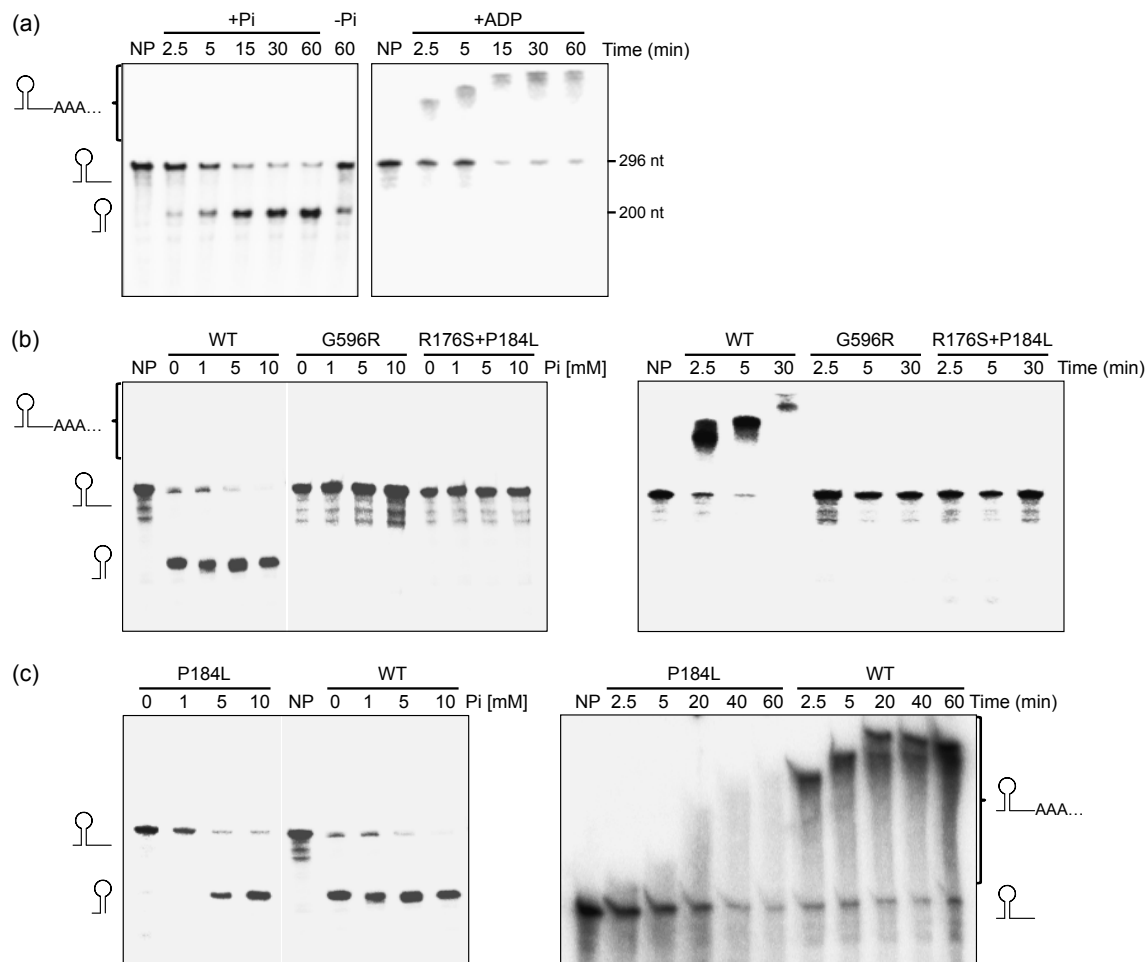 (a)
+Pi -Pi +ADP
NP 2.5 5 15 30 60 60 NP 2.5 5 15 30 60 Time (min)
AAA...
296 nt
200 nt
(b)
WT G596R R176S+P184L WT G596R R176S+P184L
NP 0 1 5 10 0 1 5 10 0 1 5 10 Pi [mM] NP 2.5 5 30 2.5 5 30 2.5 5 30 Time (min)
AAA...
(c)
P184L WT P184L WT
0 1 5 10 NP 0 1 5 10 Pi [mM] NP 2.5 5 20 40 60 2.5 5 20 40 60 Time (min)
AAA...